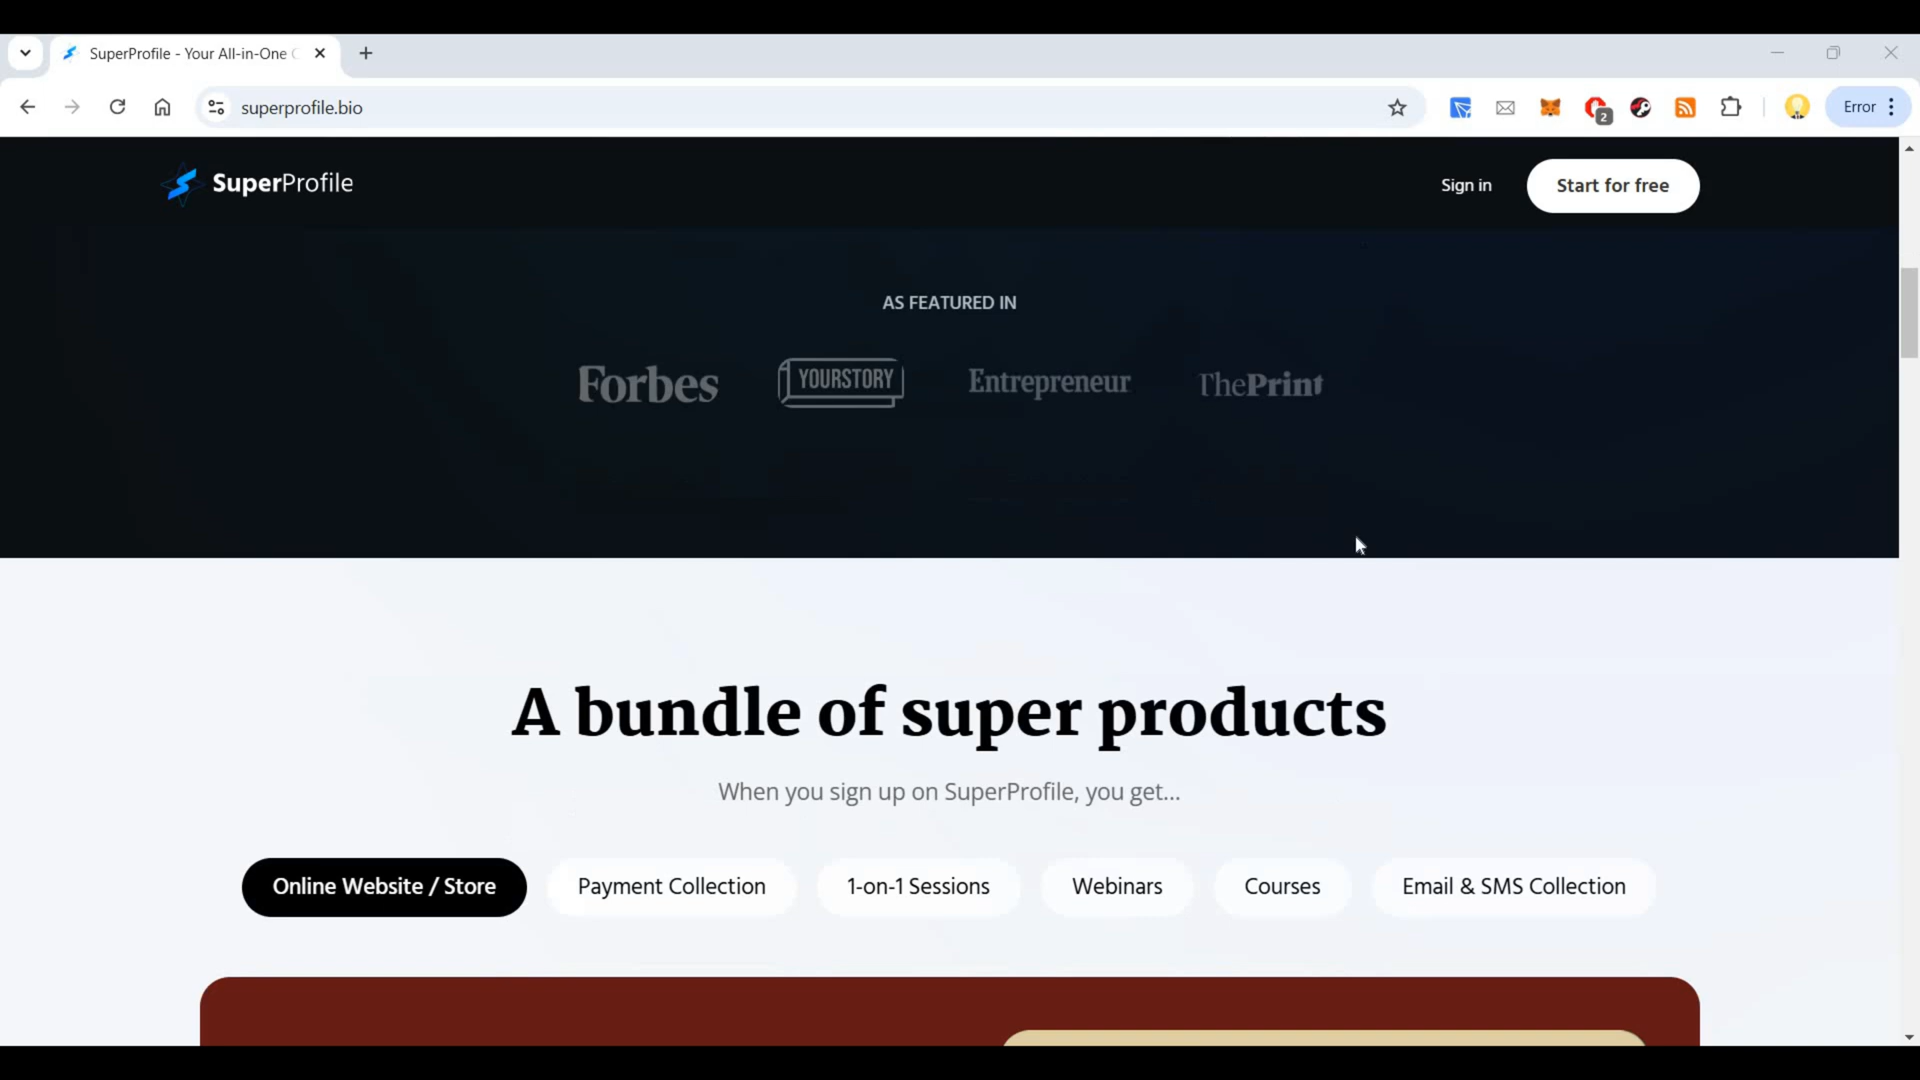 SuperProfile - Your All-in-One C
superprofile.bio
2
Error
SuperProfile
Sign in
Start for free
AS FEATURED IN
Forbes
YOURSTORY
Entrepreneur
ThePrint
A bundle of super products
When you sign up on SuperProfile, you get...
Online Website / Store
Payment Collection
1-on-1 Sessions
Webinars
Courses
Email & SMS Collection